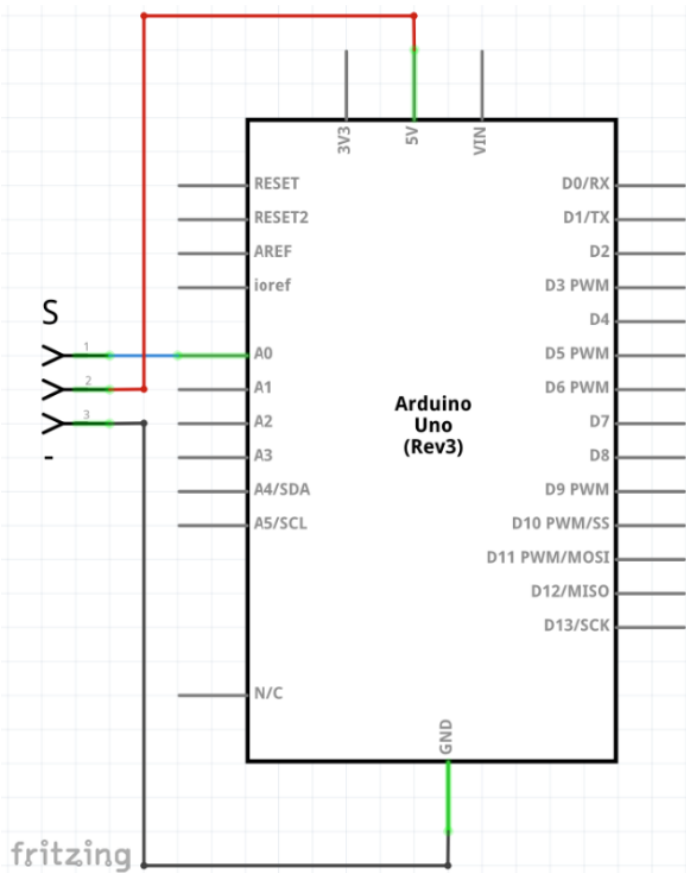 3V3
5V
VIN
RESET
RESET2
AREF
ioref
A0
A1
A2
A3
A4/SDA
A5/SCL
N/C
D0/RX
D1/TX
D2
D3 PWM
D4
D5 PWM
D6 PWM
D7
D8
D9 PWM
D10 PWM/SS
D11 PWM/MOSI
D12/MISO
D13/SCK
Arduino
Uno
(Rev3)
GND
S
1
2
3
-
fritzing